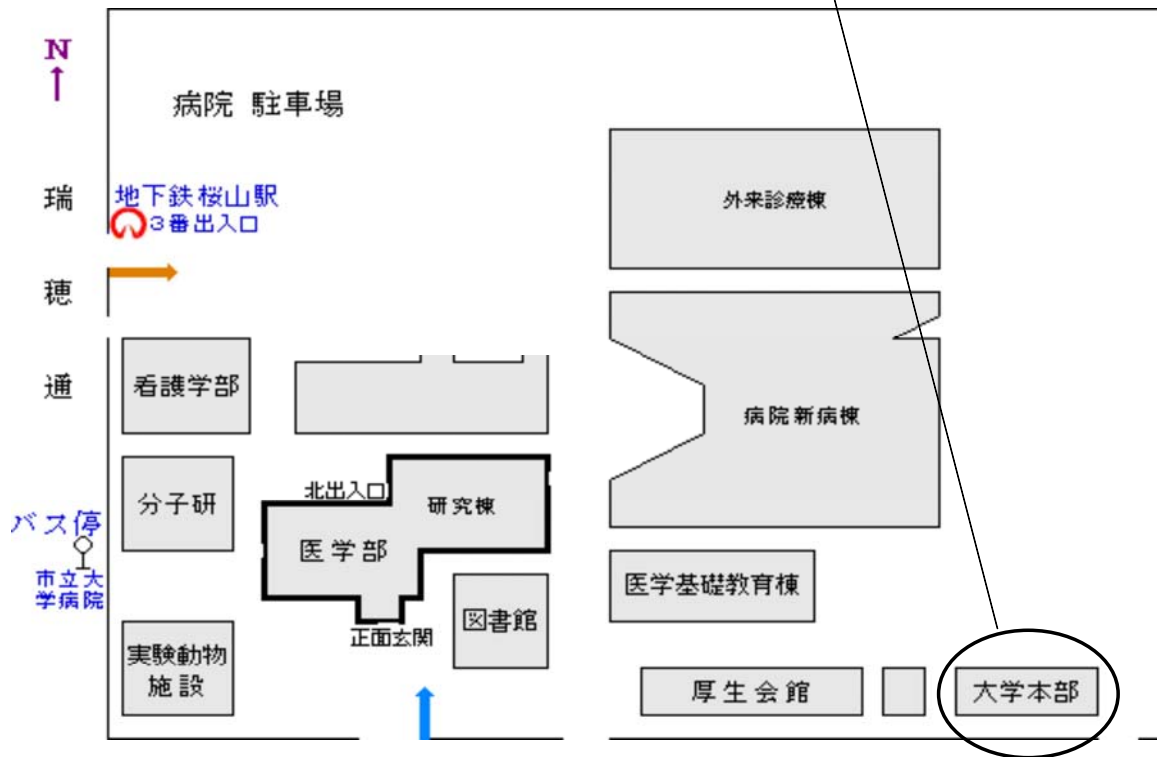 N
病院 駐車場
瑞
穂
通
地下鉄桜山駅
3番出入口
外来診療棟
看護学部
病院新病棟
分子研
北出入口
研究棟
医学部
バス停
市立大
学病院
医学基礎教育棟
図書館
正面玄関
実験動物
施設
厚生会館
大学本部